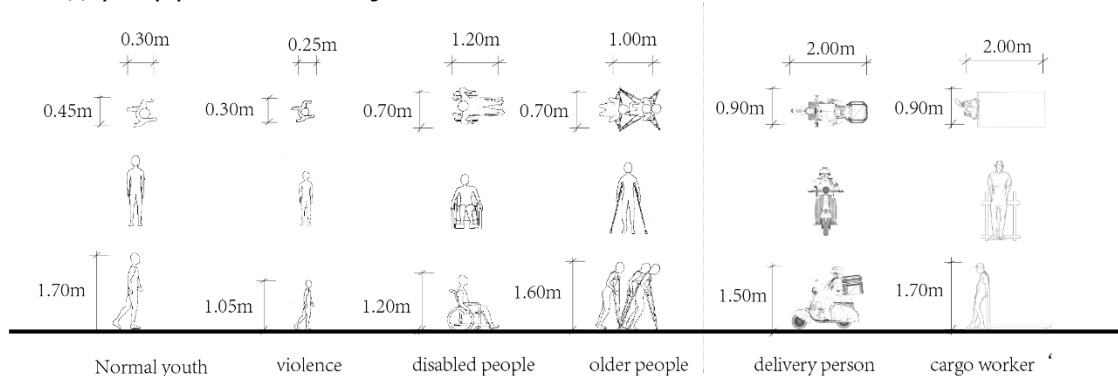 0.30m 0.25m 1.20m 1.00m 2.00m 2.00m
0.45m 0.30m 0.70m 0.70m 0.90m 0.90m
1.70m 1.05m 1.20m 1.60m 1.50m 1.70m
Normal youth violence disabled people older people delivery person cargo worker ‘